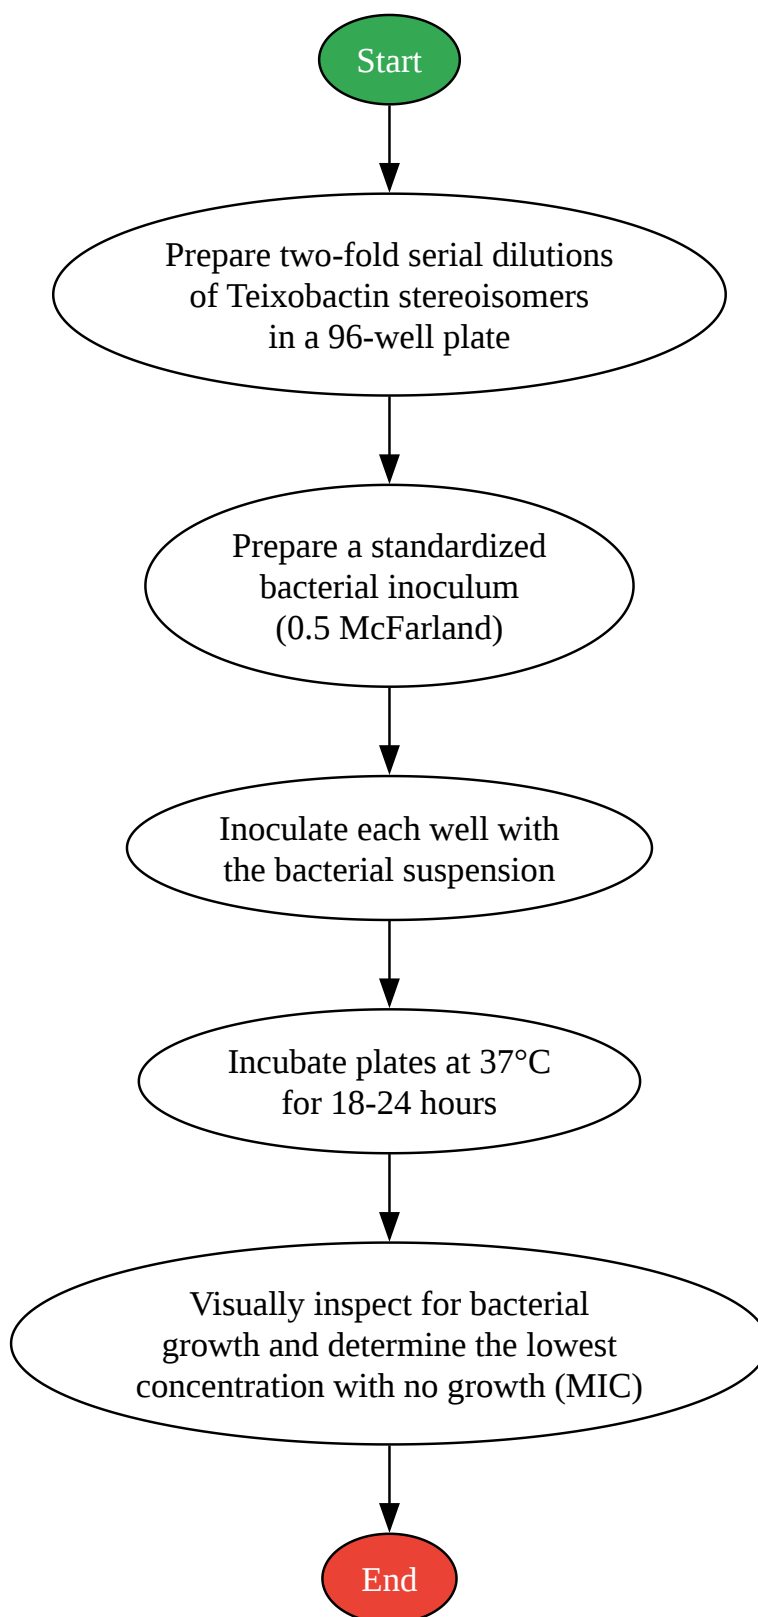 Start
Prepare two-fold serial dilutions
of Teixobactin stereoisomers
in a 96-well plate
Prepare a standardized
bacterial inoculum
(0.5 McFarland)
Inoculate each well with
the bacterial suspension
Incubate plates at 37°C
for 18-24 hours
Visually inspect for bacterial
growth and determine the lowest
concentration with no growth (MIC)
End